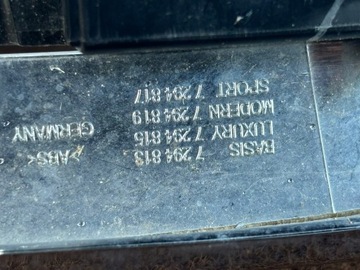 BASIS 7 294 813
LUXURY 7 294 815
MODERN 7 294 819
SPORT 7 294 817
>ABS<
GERMANY